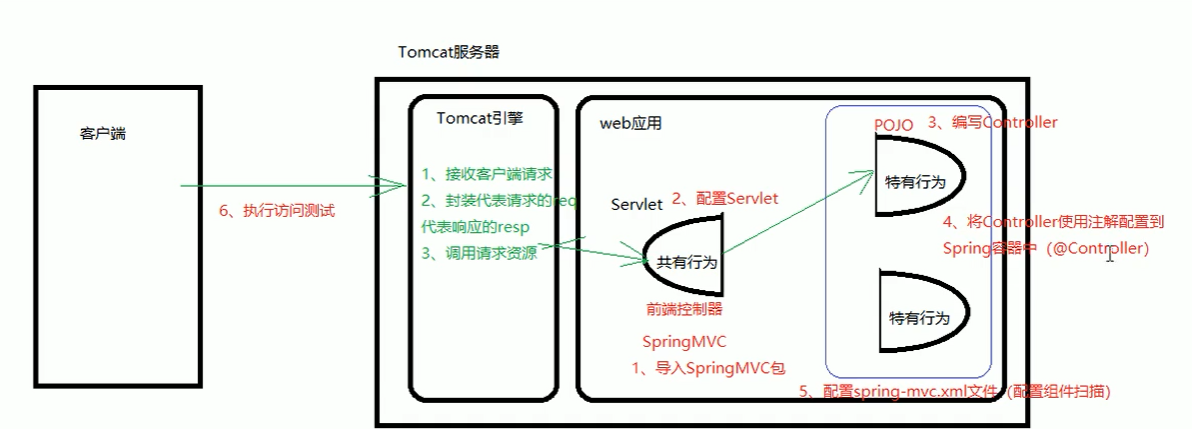 Tomcat服务器
客户端
6、执行访问测试
Tomcat引擎
1、接收客户端请求
2、封装代表请求的req
代表响应的resp
3、调用请求资源
web应用
Servlet
2、配置Servlet
共有行为
前端控制器
SpringMVC
1、导入SpringMVC包
POJO
3、编写Controller
特有行为
4、将Controller使用注解配置到
Spring容器中（@Controller）
特有行为
5、配置spring-mvc.xml文件（配置组件扫描）